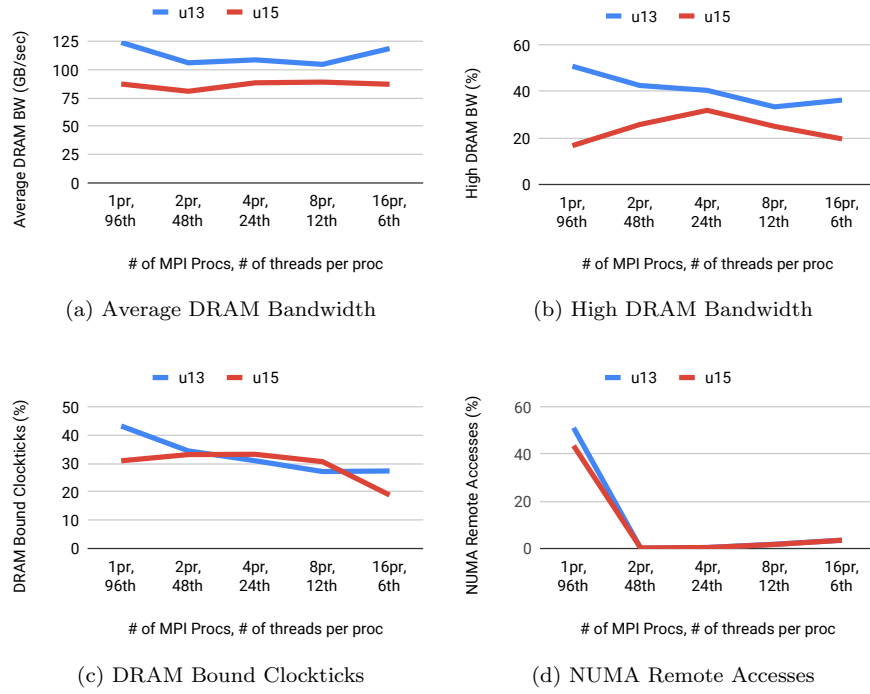 u13 u15
Average DRAM BW (GB/sec)
125
100
75
50
25
0
1pr, 2pr, 4pr, 8pr, 16pr,
96th 48th 24th 12th 6th
# of MPI Procs, # of threads per proc
(a) Average DRAM Bandwidth
u13 u15
High DRAM BW (%)
60
40
20
0
1pr, 2pr, 4pr, 8pr, 16pr,
96th 48th 24th 12th 6th
# of MPI Procs, # of threads per proc
(b) High DRAM Bandwidth
u13 u15
DRAM Bound Clockticks (%)
50
40
30
20
10
0
1pr, 2pr, 4pr, 8pr, 16pr,
96th 48th 24th 12th 6th
# of MPI Procs, # of threads per proc
(c) DRAM Bound Clockticks
u13 u15
NUMA Remote Accesses (%)
60
40
20
0
1pr, 2pr, 4pr, 8pr, 16pr,
96th 48th 24th 12th 6th
# of MPI Procs, # of threads per proc
(d) NUMA Remote Accesses